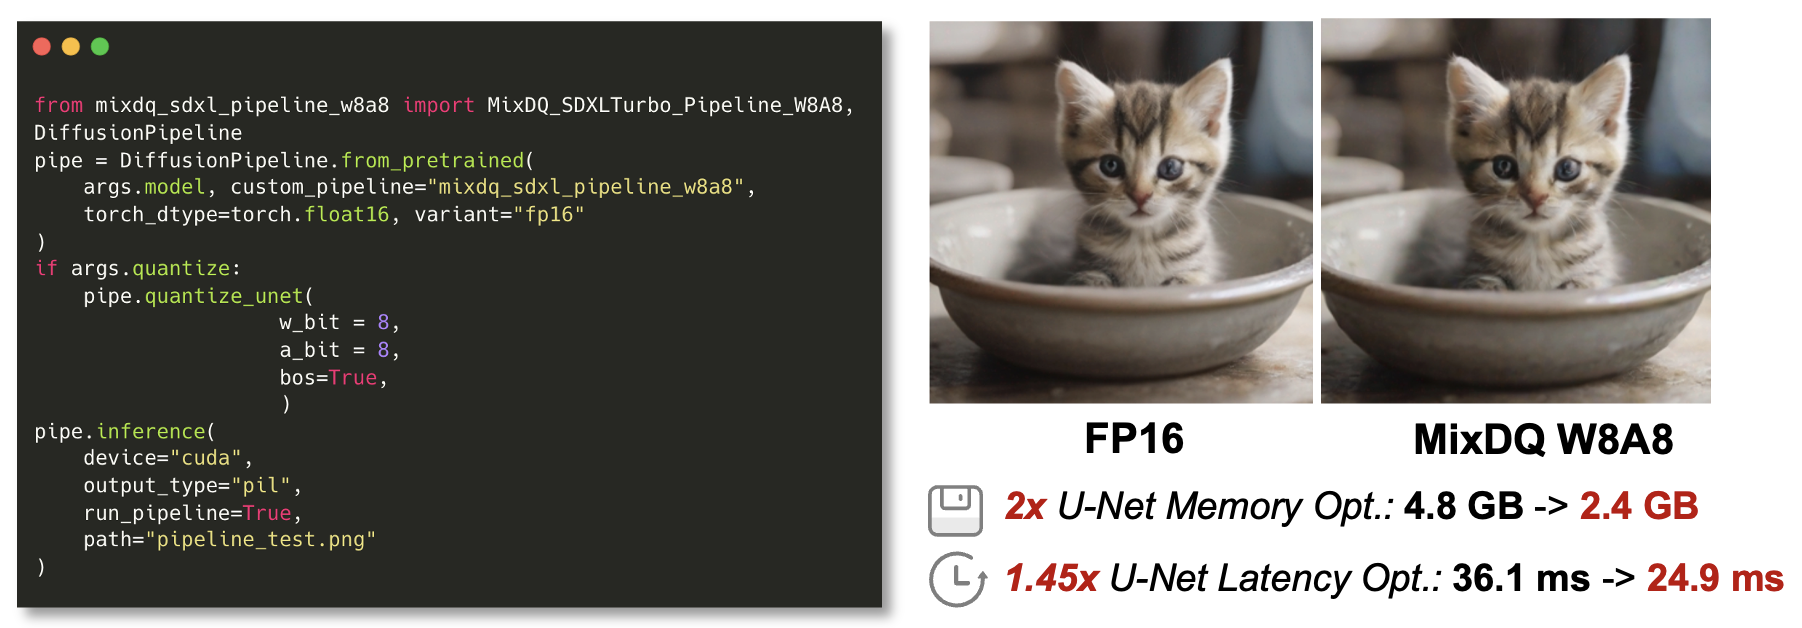 from mixdq_sdxl_pipeline_w8a8 import MixDQ_SDXLTurbo_Pipeline_W8A8,
DiffusionPipeline
pipe = DiffusionPipeline.from_pretrained(
    args.model, custom_pipeline="mixdq_sdxl_pipeline_w8a8",
    torch_dtype=torch.float16, variant="fp16"
)
if args.quantize:
    pipe.quantize_unet(
                    w_bit = 8,
                    a_bit = 8,
                    bos=True,
                    )
pipe.inference(
    device="cuda",
    output_type="pil",
    run_pipeline=True,
    path="pipeline_test.png"
)
FP16
MixDQ W8A8
2x U-Net Memory Opt.: 4.8 GB -> 2.4 GB
1.45x U-Net Latency Opt.: 36.1 ms -> 24.9 ms